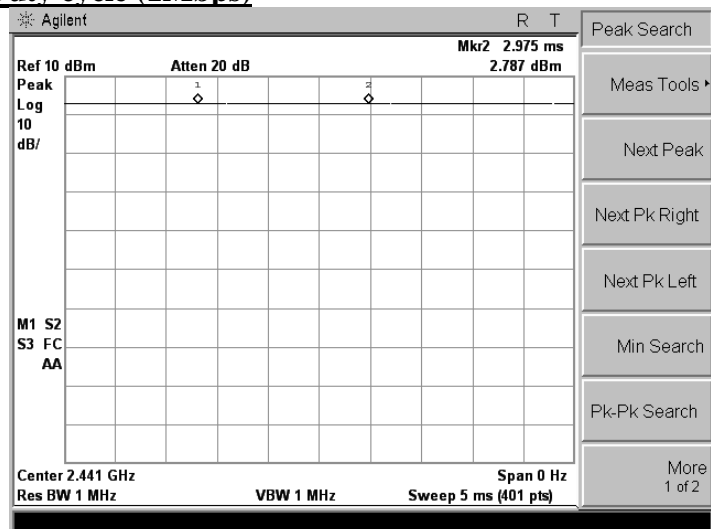 Agilent R T
Mkr2 2.975 ms
Ref 10 dBm Atten 20 dB 2.787 dBm
Peak
Log
10
dB/
1 2
M1 S2
S3 FC
AA
Center 2.441 GHz Span 0 Hz
Res BW 1 MHz VBW 1 MHz Sweep 5 ms (401 pts)
Peak Search
Meas Tools
Next Peak
Next Pk Right
Next Pk Left
Min Search
Pk-Pk Search
More
1 of 2